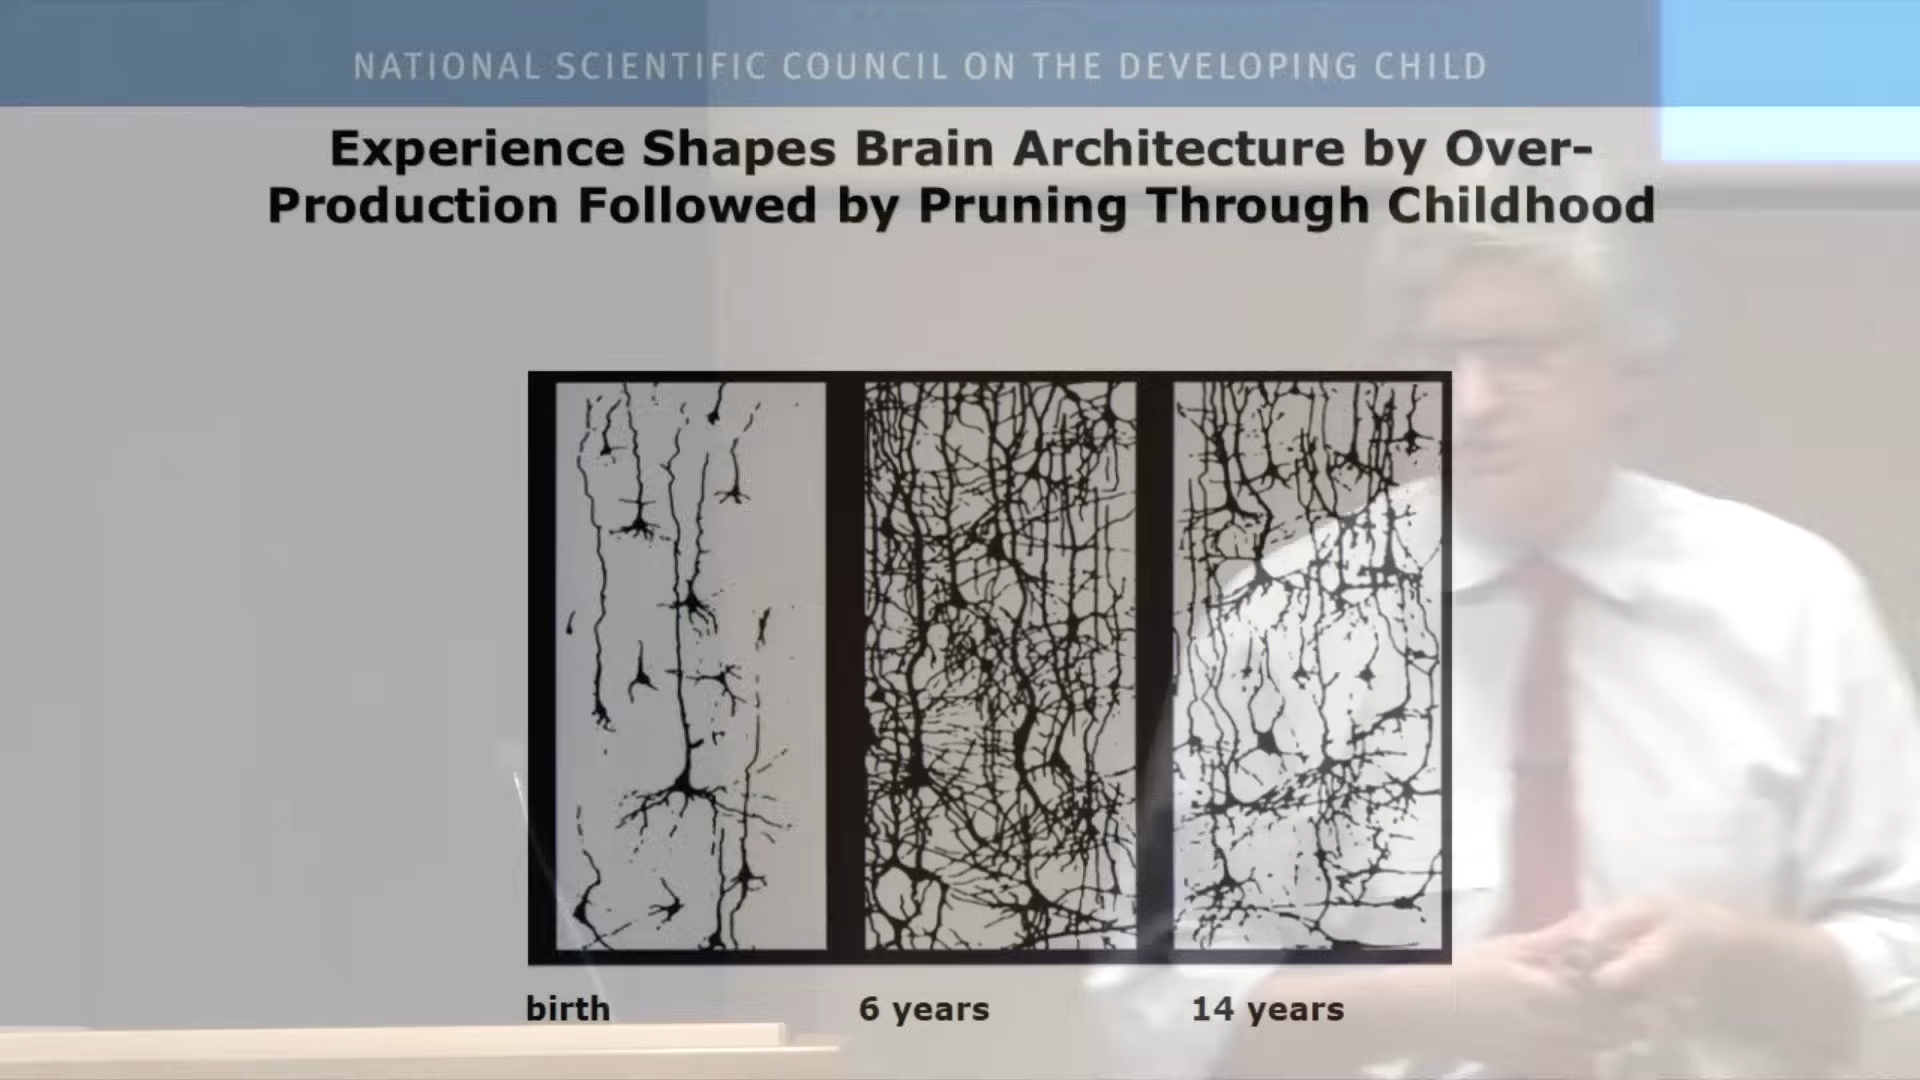 NATIONAL SCIENTIFIC COUNCIL ON THE DEVELOPING CHILD
Experience Shapes Brain Architecture by Over-
Production Followed by Pruning Through Childhood
birth 6 years 14 years